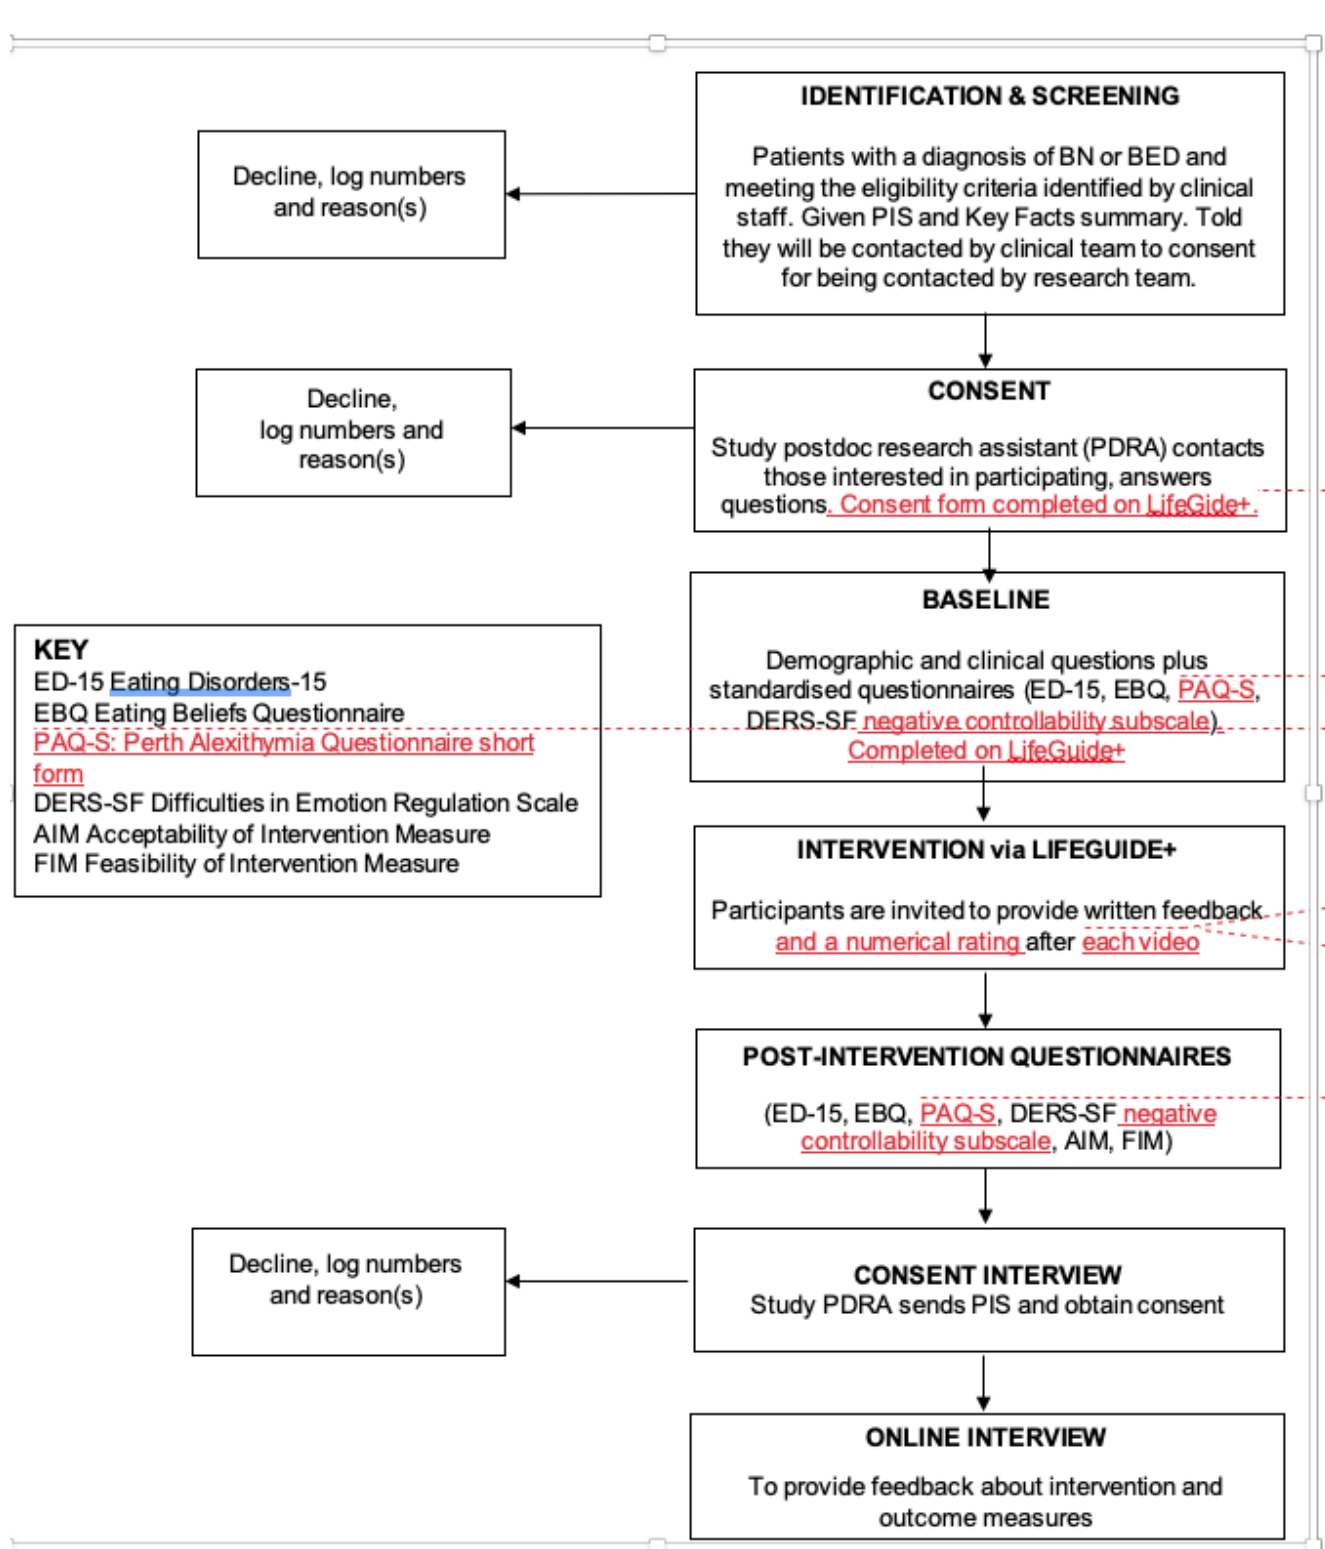 IDENTIFICATION & SCREENING
Patients with a diagnosis of BN or BED and
meeting the eligibility criteria identified by clinical
staff. Given PIS and Key Facts summary. Told
they will be contacted by clinical team to consent
for being contacted by research team.
Decline, log numbers
and reason(s)
CONSENT
Study postdoc research assistant (PDRA) contacts
those interested in participating, answers
questions. Consent form completed on LifeGide+.
Decline,
log numbers and
reason(s)
BASELINE
Demographic and clinical questions plus
standardised questionnaires (ED-15, EBQ, PAQ-S,
DERS-SF negative controllability subscale).
Completed on LifeGuide+
KEY
ED-15 Eating Disorders-15
EBQ Eating Beliefs Questionnaire
PAQ-S: Perth Alexithymia Questionnaire short
form
DERS-SF Difficulties in Emotion Regulation Scale
AIM Acceptability of Intervention Measure
FIM Feasibility of Intervention Measure
INTERVENTION via LIFEGUIDE+
Participants are invited to provide written feedback
and a numerical rating after each video
POST-INTERVENTION QUESTIONNAIRES
(ED-15, EBQ, PAQ-S, DERS-SF negative
controllability subscale, AIM, FIM)
CONSENT INTERVIEW
Study PDRA sends PIS and obtain consent
Decline, log numbers
and reason(s)
ONLINE INTERVIEW
To provide feedback about intervention and
outcome measures